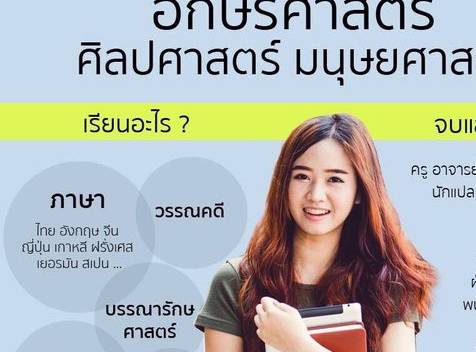 อักษรศาสตร์
ศิลปศาสตร์ มนุษยศาส
เรียนอะไร ?
จบแ
ครู อาจารย
นักแปล
ภาษา
ไทย อังกฤษ จีน
ญี่ปุ่น เกาหลี ฝรั่งเศส
เยอรมัน สเปน ...
วรรณคดี
บรรณารักษ
ศาสตร์